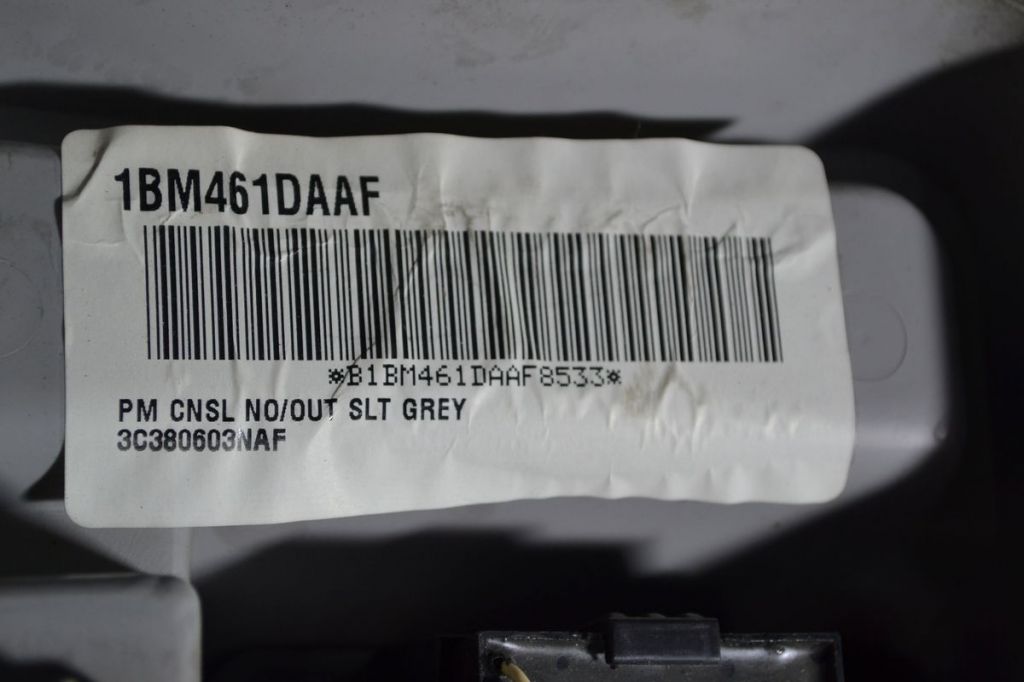 1BM461DAAF
*B1BM461DAAF8533*
PM CNSL NO/OUT SLT GREY
3C380603NAF